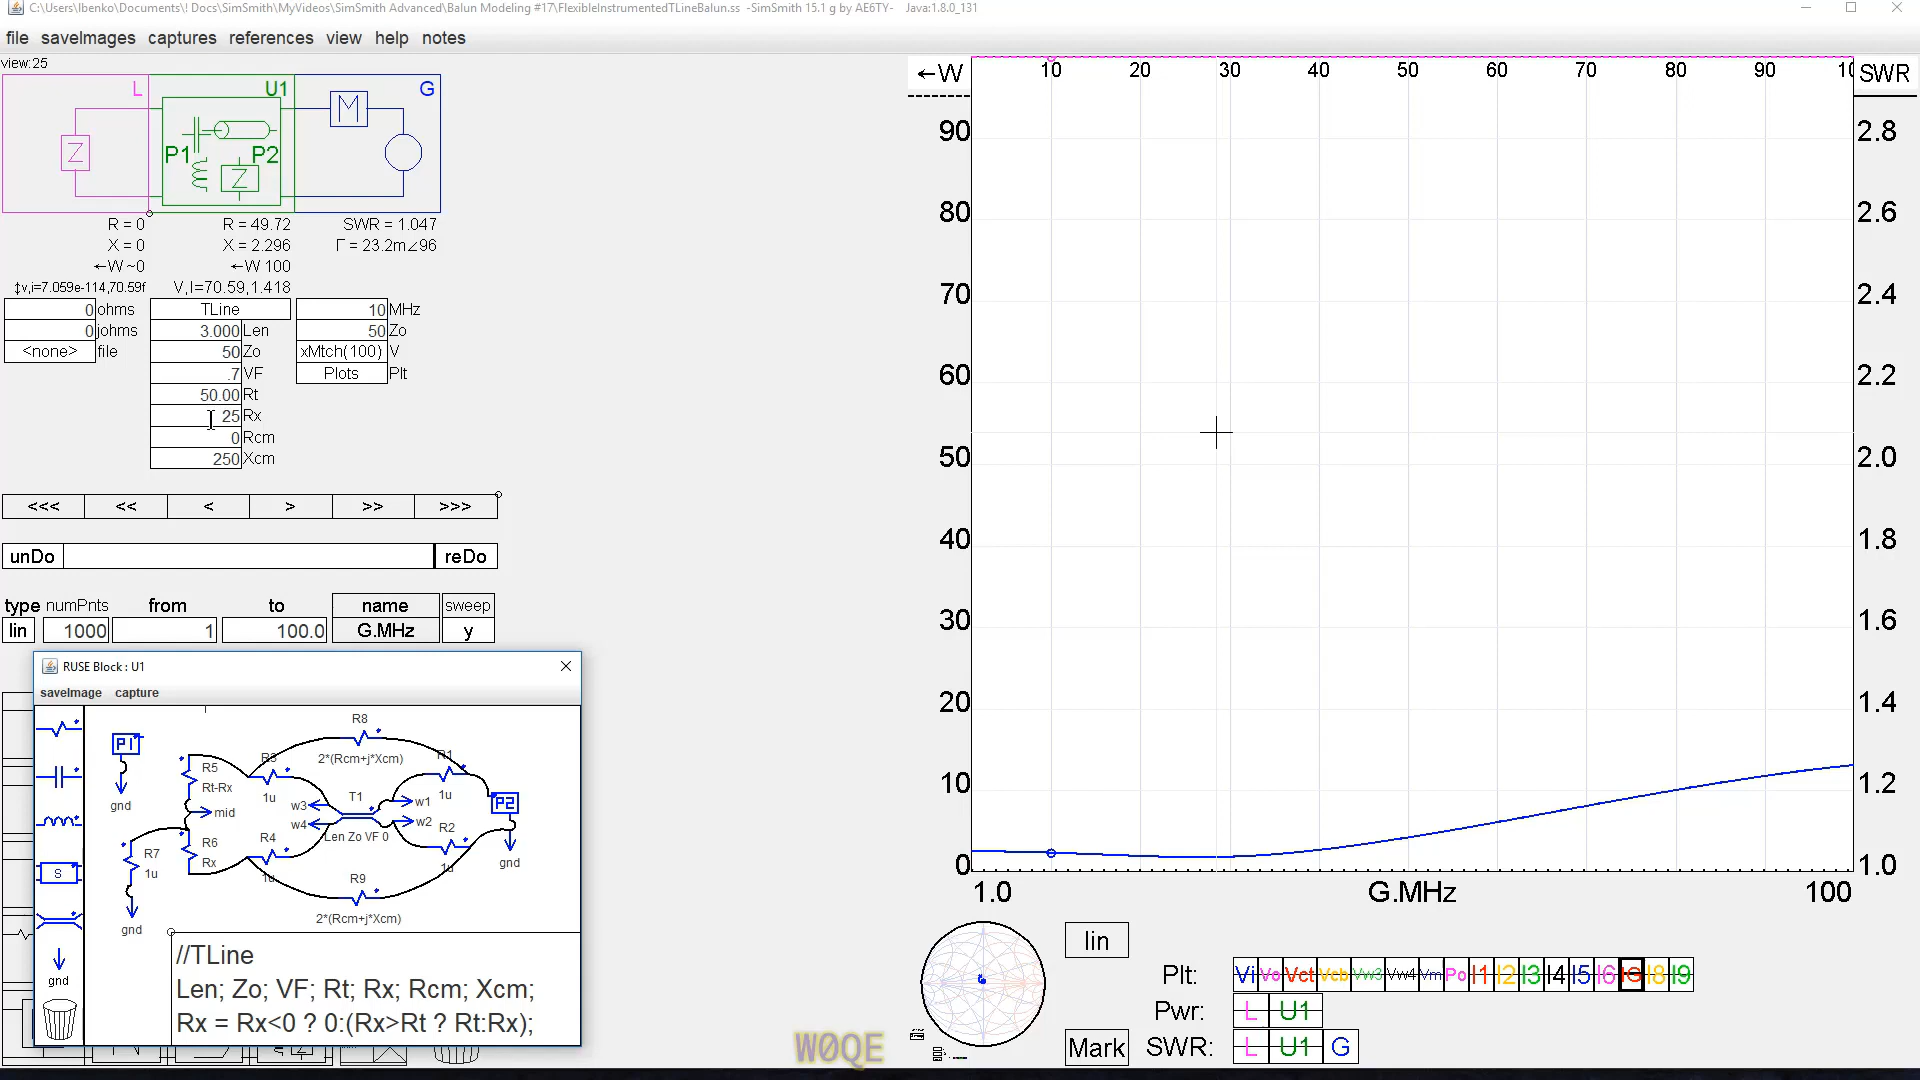 C:\Users\lbenko\Documents\! Docs\SimSmith\MyVideos\SimSmith Advanced\Balun Modeling #17\FlexibleInstrumentedTLineBalun.ss -SimSmith 15.1 g by AE6TY- Java:1.8.0_131
file saveImages captures references view help notes
view:25
L U1 G
M
Z P1 P2
Z
R = 0 R = 49.72 SWR = 1.047
X = 0 X = 2.296 Γ = 23.2m∠96
←W ~0 ←W 100
‡v,i=7.059e-114,70.59f V,I=70.59,1.418
0 ohms TLine 10 MHz
0 johms 3.000 Len 50 Zo
<none> file 50 Zo xMtch(100) V
.7 VF Plots Plt
50.00 Rt
25 Rx
0 Rcm
250 Xcm
<<< << < > >> >>>
unDo reDo
type numPnts from to name sweep
lin 1000 1 100.0 G.MHz y
RUSE Block : U1
saveImage capture
P1 R8
2*(Rcm+j*Xcm)
R5 R3 R1
Rt-Rx 1u T1 1u
gnd mid w3 w1 P2
w4 w2
R6 R4 Len Zo VF 0 R2
R7 Rx gnd
1u 1u R9 1u
2*(Rcm+j*Xcm)
gnd
S
gnd
//TLine
Len; Zo; VF; Rt; Rx; Rcm; Xcm;
Rx = Rx<0 ? 0:(Rx>Rt ? Rt:Rx);
←W 10 20 30 40 50 60 70 80 90 10 SWR
90 2.8
80 2.6
70 2.4
60 2.2
50 2.0
40 1.8
30 1.6
20 1.4
10 1.2
0 1.0
1.0 G.MHz 100
lin
Plt: Vi Vo Vct Vcb Vw3 Vw4 Vm Po I1 I2 I3 I4 I5 I6 IG I8 I9
Pwr: L U1
Mark SWR: L U1 G
W0QE